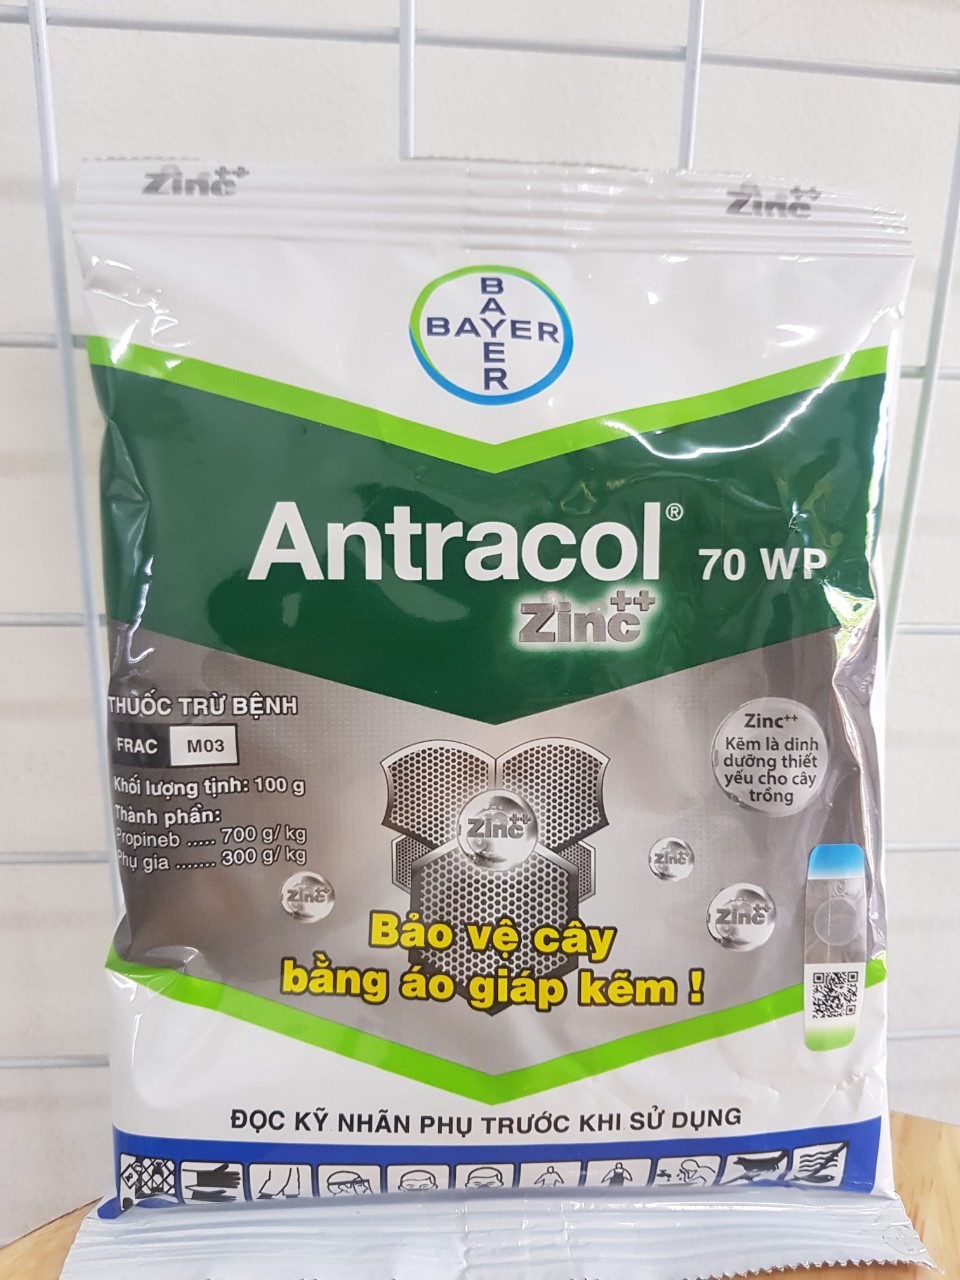 Zinc++
Zinc++
BAYER
BAYER
Antracol® 70 WP
Zinc++
THUỐC TRỪ BỆNH
FRAC M03
Khối lượng tịnh: 100 g
Thành phần:
Propineb ..... 700 g/kg
Phụ gia ....... 300 g/kg
Zinc++
Kẽm là dinh
dưỡng thiết
yếu cho cây
trồng
Zinc++
Zinc++
Zinc++
Zinc++
Bảo vệ cây
bằng áo giáp kẽm !
ĐỌC KỸ NHÃN PHỤ TRƯỚC KHI SỬ DỤNG